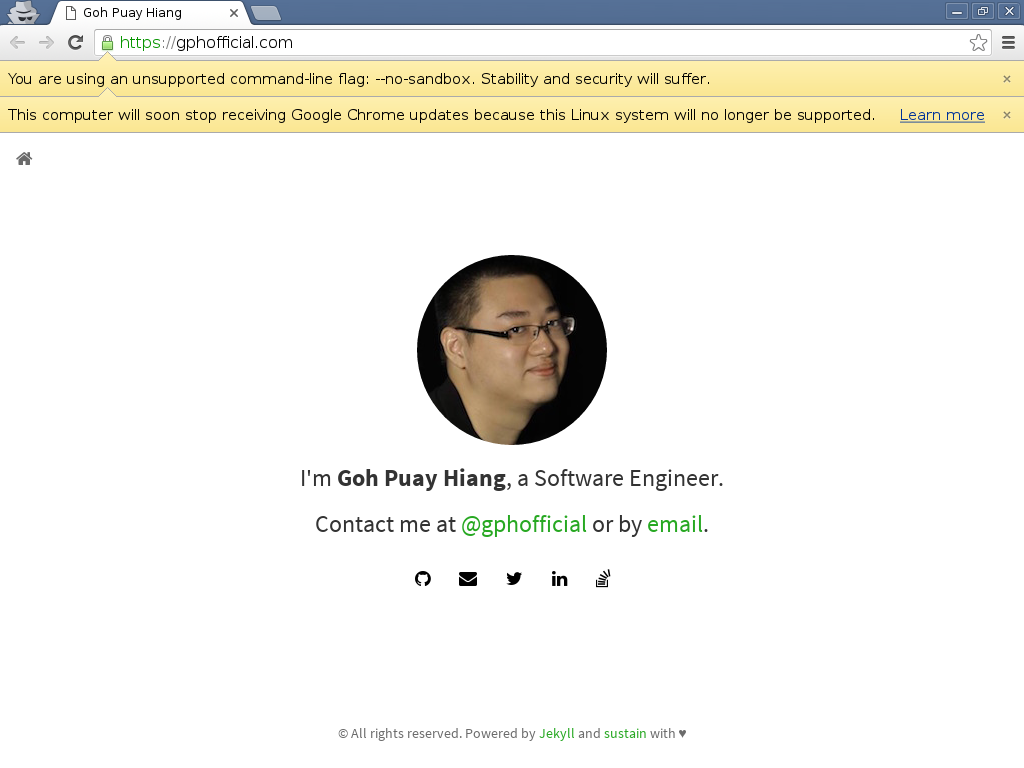 Goh Puay Hiang
https://gphofficial.com
You are using an unsupported command-line flag: --no-sandbox. Stability and security will suffer.
This computer will soon stop receiving Google Chrome updates because this Linux system will no longer be supported. Learn more
I'm Goh Puay Hiang, a Software Engineer.
Contact me at @gphofficial or by email.
© All rights reserved. Powered by Jekyll and sustain with ♥